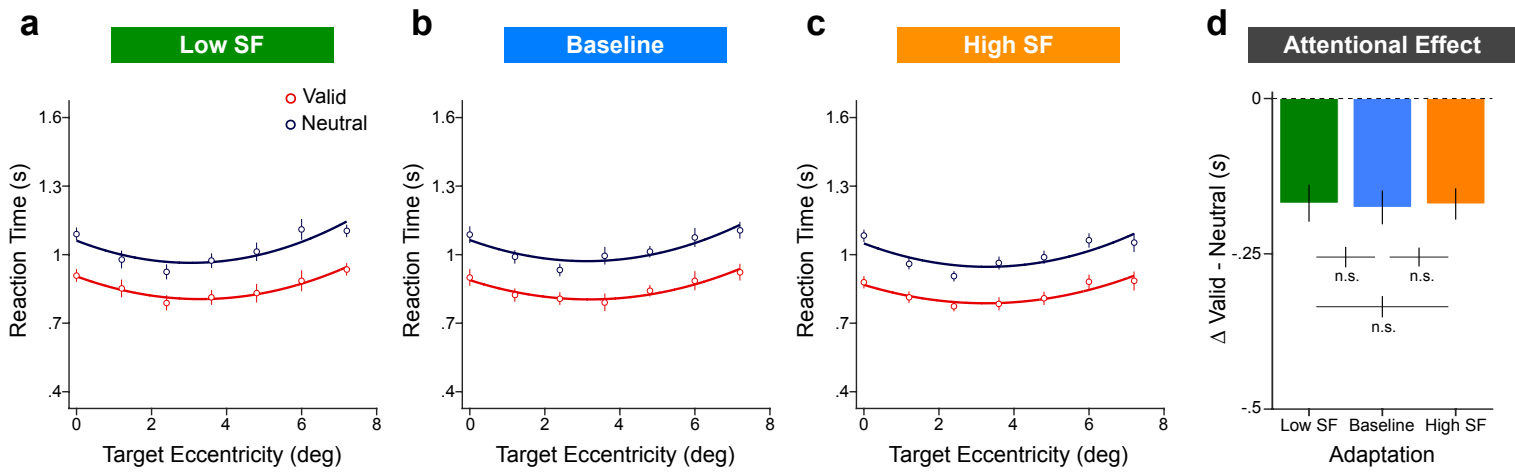 a
Low SF
Valid
Neutral
Reaction Time (s)
1.6
1.3
1
.7
.4
0
2
4
6
8
Target Eccentricity (deg)
b
Baseline
Reaction Time (s)
1.6
1.3
1
.7
.4
0
2
4
6
8
Target Eccentricity (deg)
c
High SF
Reaction Time (s)
1.6
1.3
1
.7
.4
0
2
4
6
8
Target Eccentricity (deg)
d
Attentional Effect
Δ Valid - Neutral (s)
0
-.25
-.5
n.s.
n.s.
n.s.
Low SF
Baseline
High SF
Adaptation